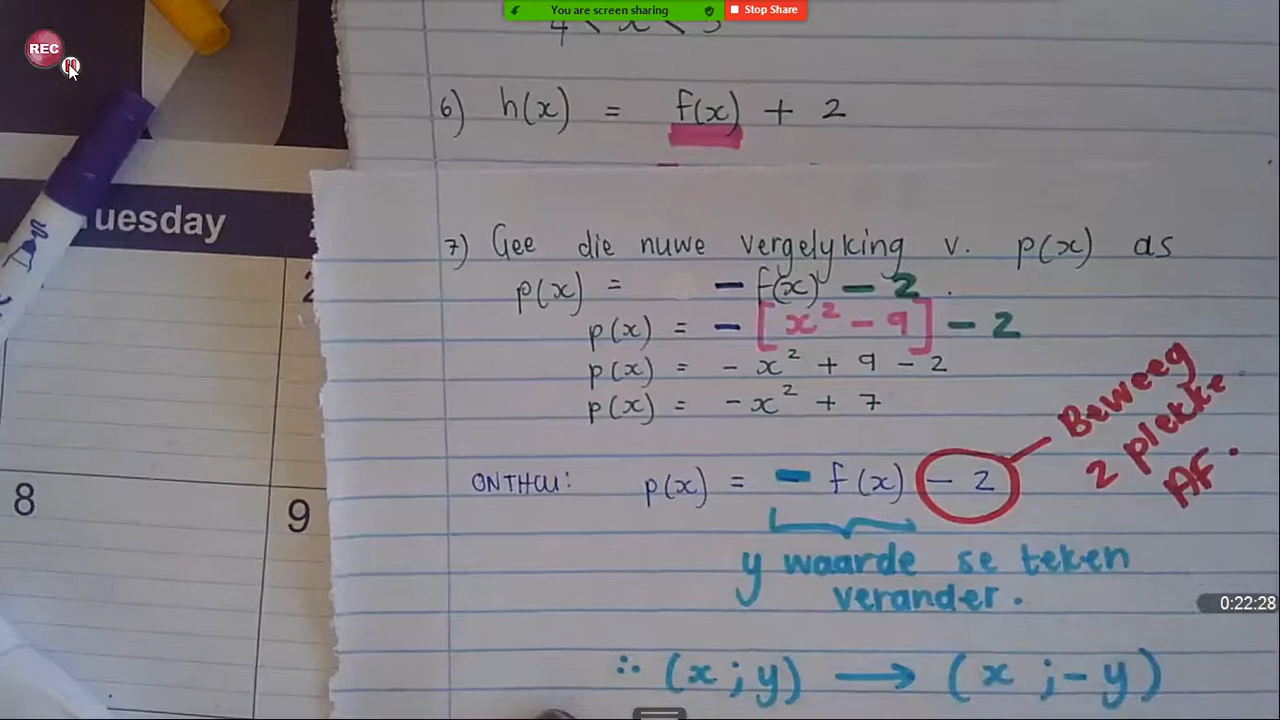 You are screen sharing Stop Share
REC
6) h(x) = f(x) + 2
uesday
7) Gee die nuwe vergelyking v. p(x) as
p(x) = - f(x) - 2.
p(x) = - [x² - 9] - 2
p(x) = - x² + 9 - 2
p(x) = -x² + 7
Beweeg
2 plekke
AF.
ONTHOU: p(x) = - f(x) - 2
8
9
y waarde se teken
verander.
0:22:28
∴ (x ; y) → (x ; - y)